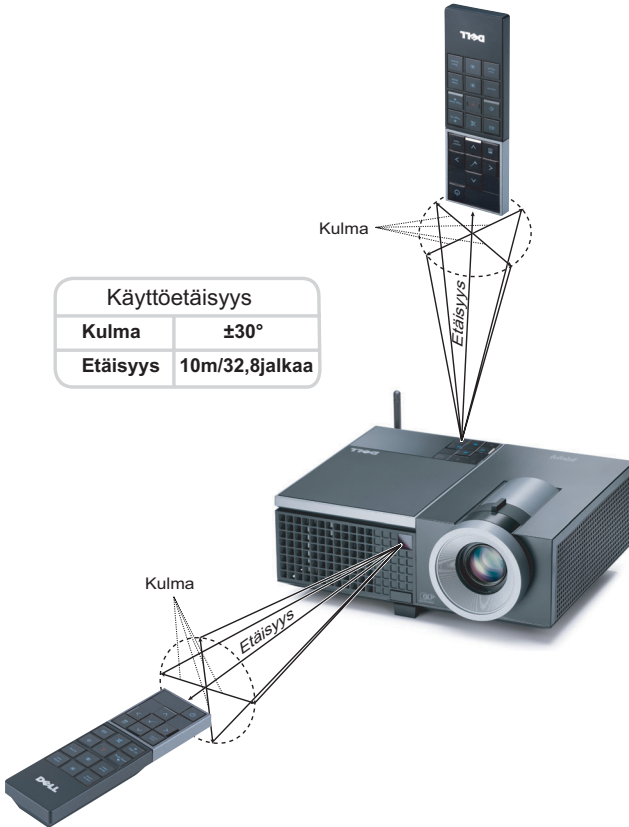 DELL
Kulma
Etäisyys
Käyttöetäisyys
Kulma ±30°
Etäisyys 10m/32,8jalkaa
DELL
Kulma
Etäisyys
DELL